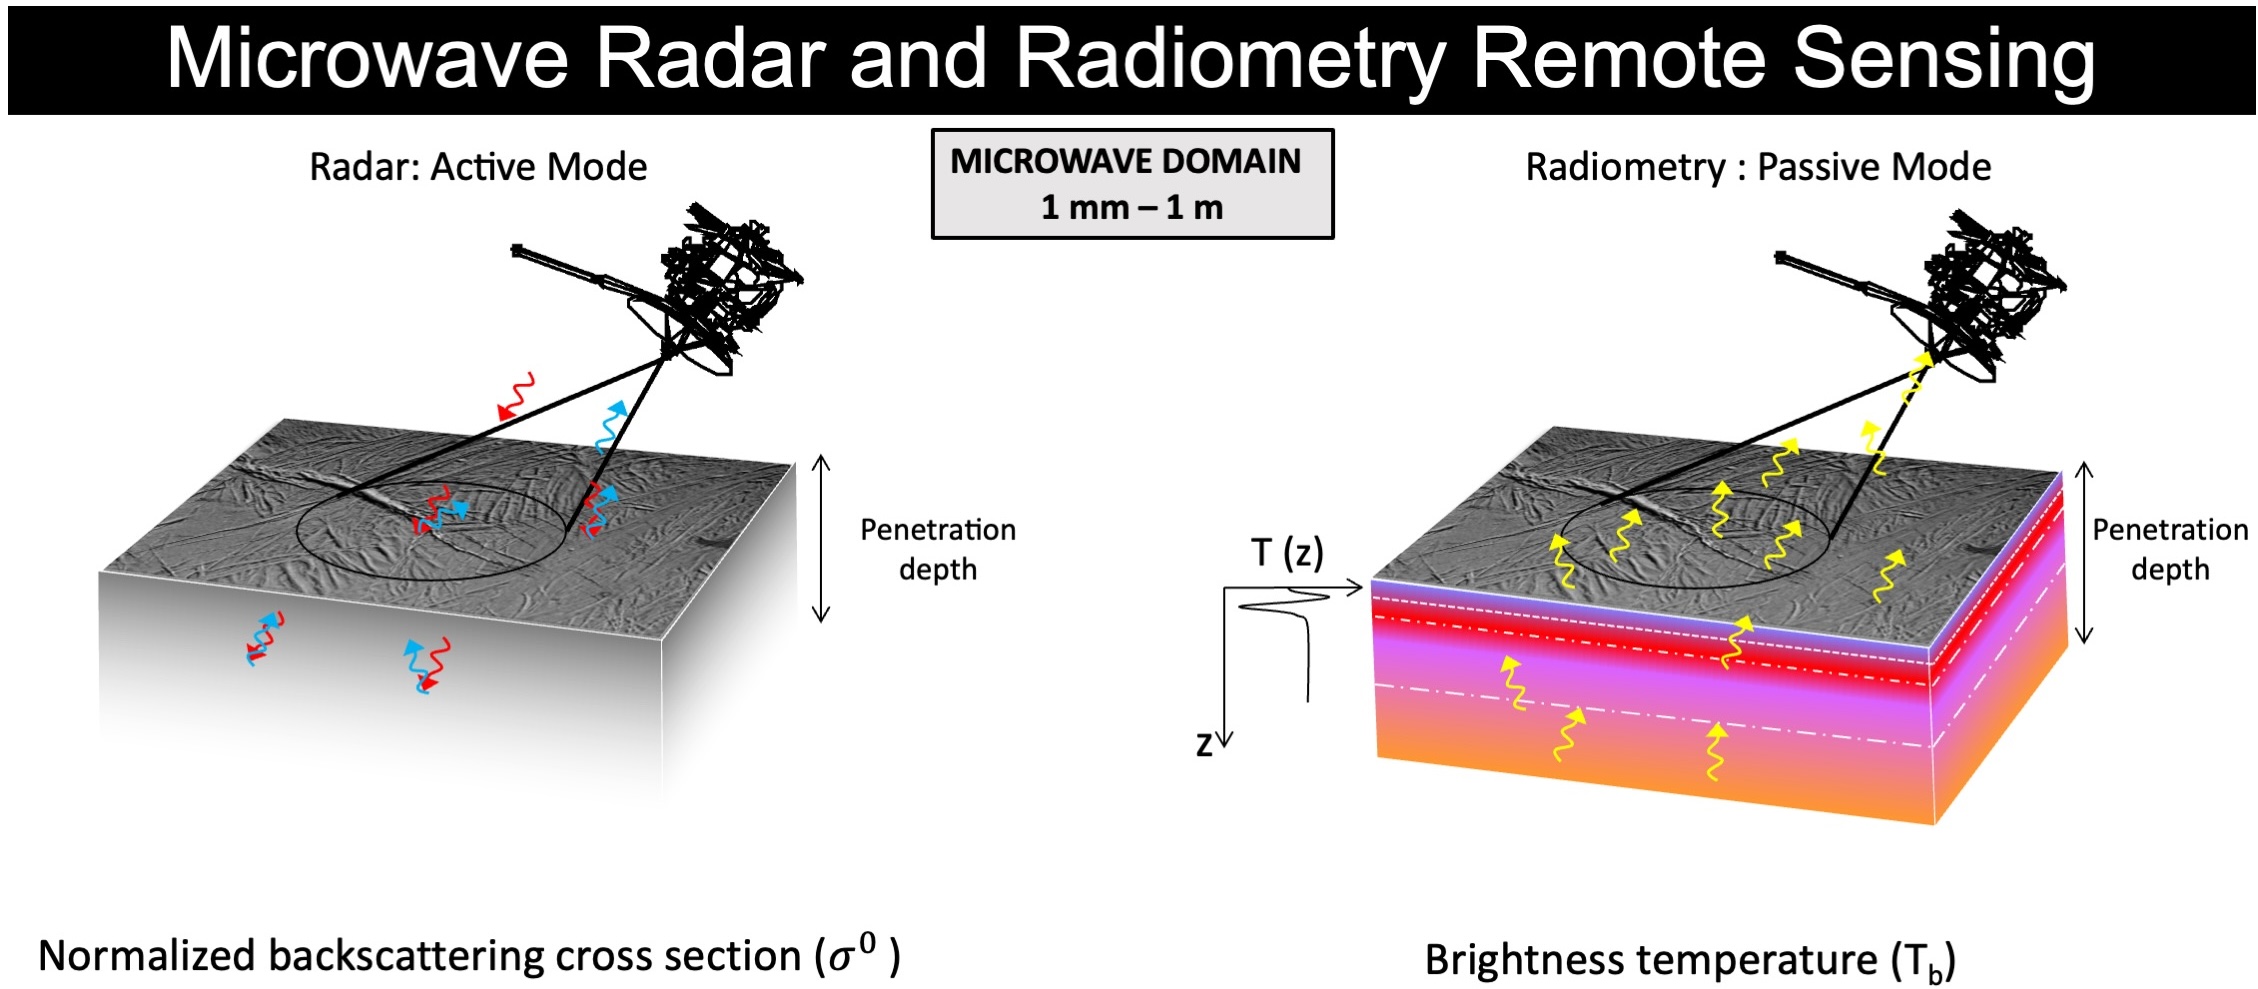 Microwave Radar and Radiometry Remote Sensing
Radar: Active Mode
MICROWAVE DOMAIN
1 mm – 1 m
Radiometry : Passive Mode
Penetration
depth
T (z)
z
Penetration
depth
Normalized backscattering cross section (σ⁰ )
Brightness temperature (T_b)